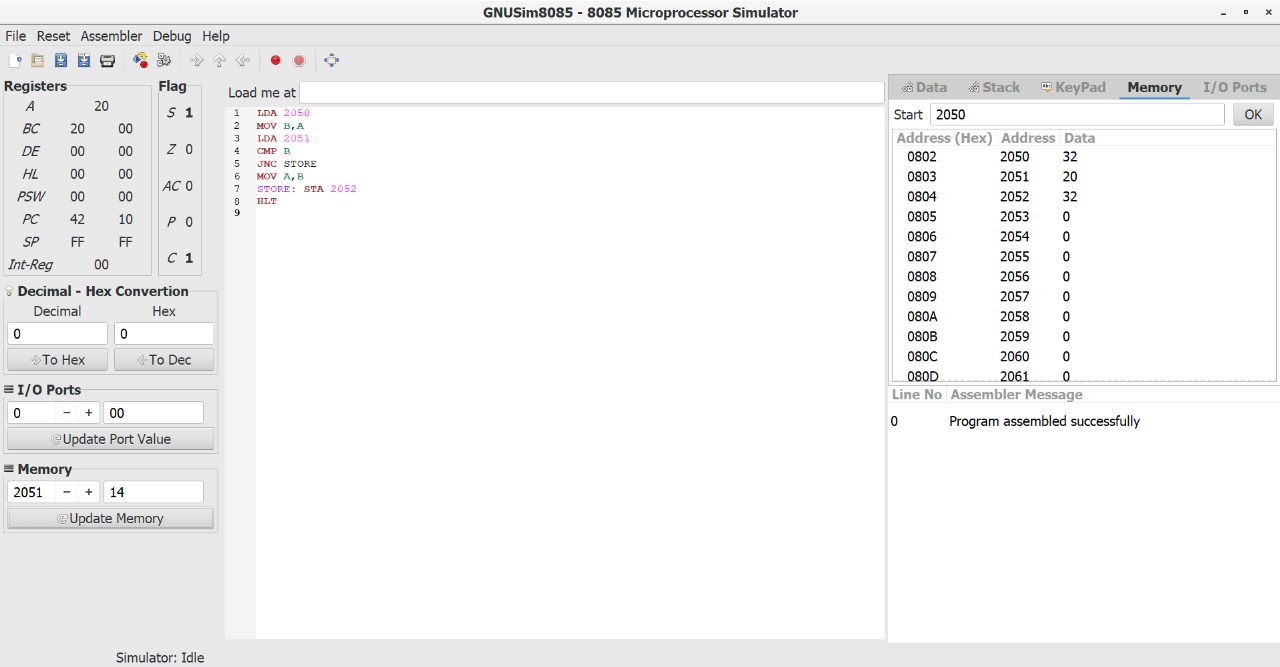 GNUSim8085 - 8085 Microprocessor Simulator
File Reset Assembler Debug Help
Registers
A 20
BC 20 00
DE 00 00
HL 00 00
PSW 00 00
PC 42 10
SP FF FF
Int-Reg 00
Flag
S 1
Z 0
AC 0
P 0
C 1
Decimal - Hex Convertion
Decimal Hex
0 0
To Hex To Dec
I/O Ports
0 − + 00
Update Port Value
Memory
2051 − + 14
Update Memory
Load me at
1 LDA 2050
2 MOV B,A
3 LDA 2051
4 CMP B
5 JNC STORE
6 MOV A,B
7 STORE: STA 2052
8 HLT
9
Data Stack KeyPad Memory I/O Ports
Start 2050 OK
Address (Hex) Address Data
0802 2050 32
0803 2051 20
0804 2052 32
0805 2053 0
0806 2054 0
0807 2055 0
0808 2056 0
0809 2057 0
080A 2058 0
080B 2059 0
080C 2060 0
080D 2061 0
Line No Assembler Message
0 Program assembled successfully
Simulator: Idle